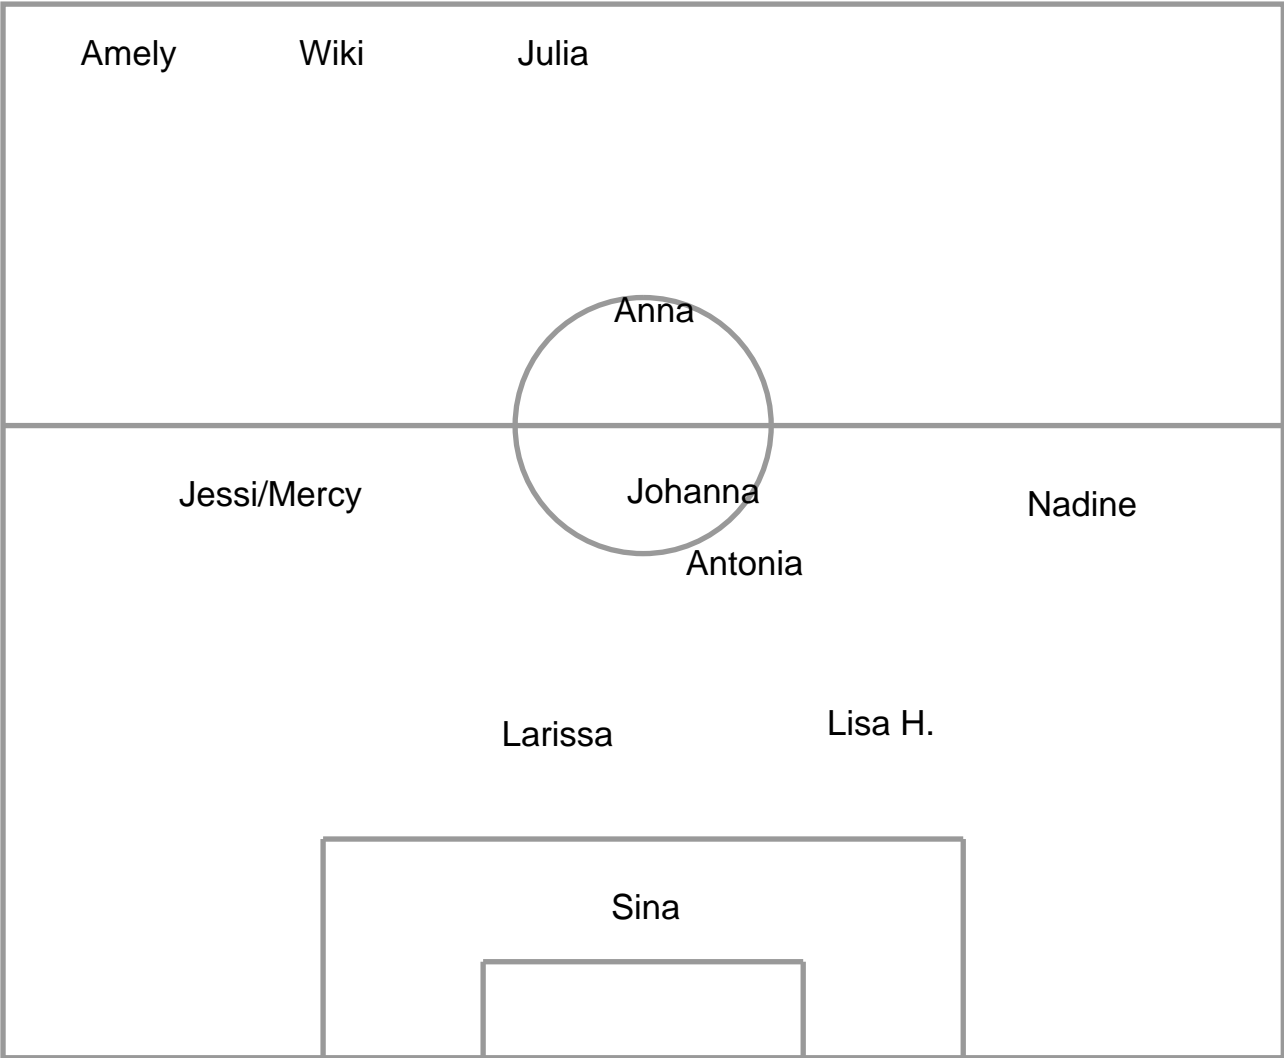 Amely Wiki Julia
Anna
Jessi/Mercy Johanna Nadine
Antonia
Larissa Lisa H.
Sina